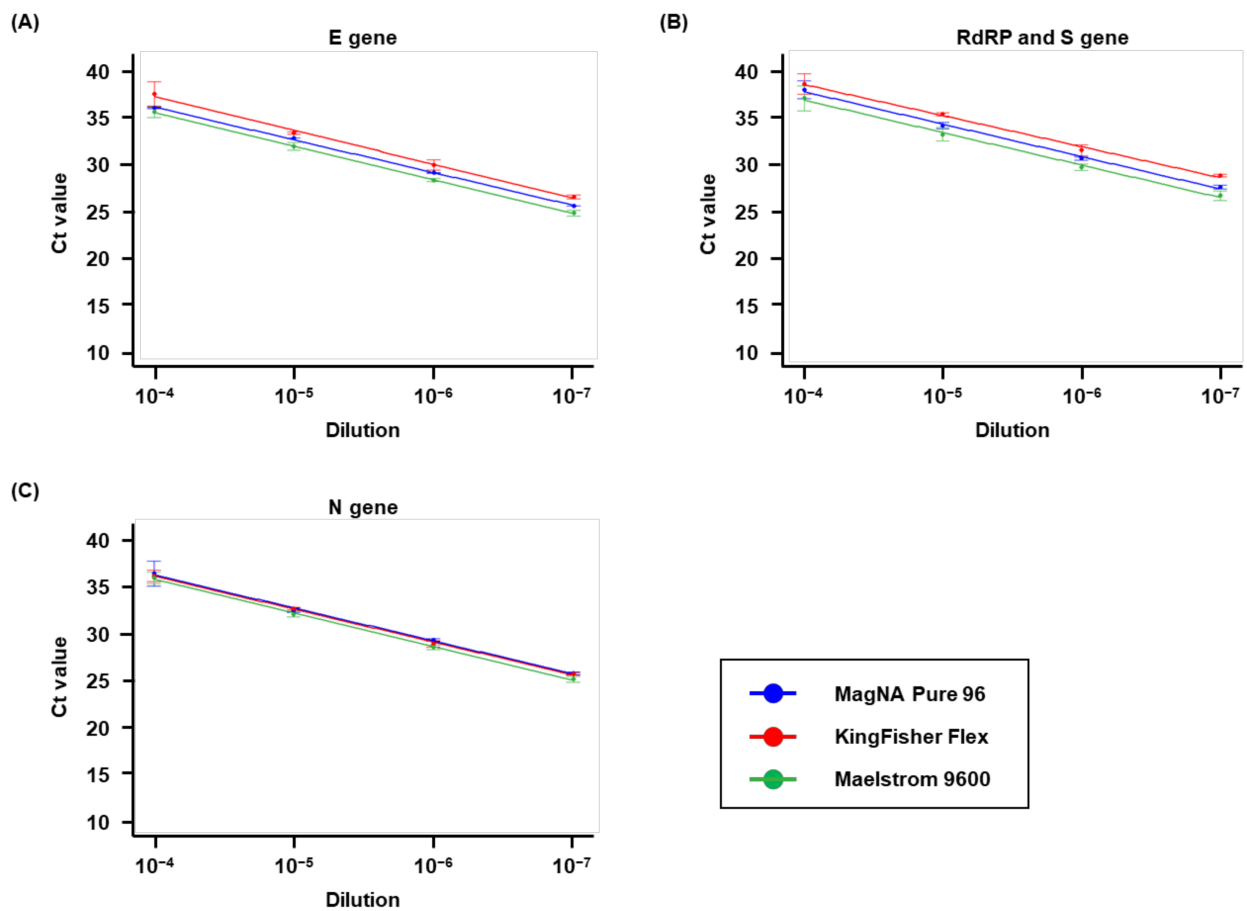 (A)
E gene
40
35
30
25
20
15
10
Ct value
10⁻⁴ 10⁻⁵ 10⁻⁶ 10⁻⁷
Dilution
(B)
RdRP and S gene
40
35
30
25
20
15
10
Ct value
10⁻⁴ 10⁻⁵ 10⁻⁶ 10⁻⁷
Dilution
(C)
N gene
40
35
30
25
20
15
10
Ct value
10⁻⁴ 10⁻⁵ 10⁻⁶ 10⁻⁷
Dilution
MagNA Pure 96
KingFisher Flex
Maelstrom 9600